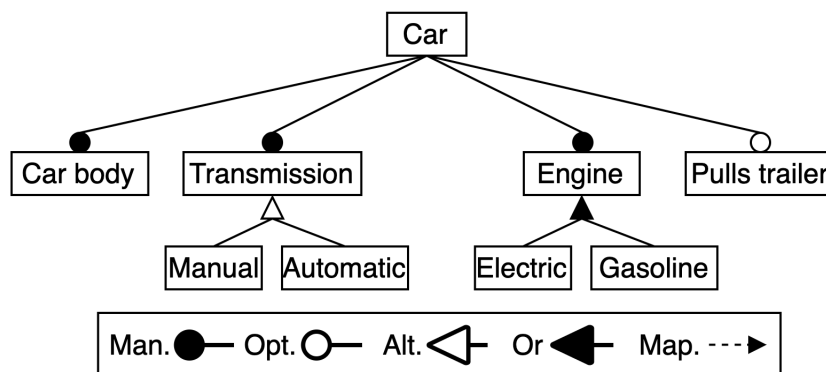 Car
Car body Transmission Engine Pulls trailer
Manual Automatic Electric Gasoline
Man. Opt. Alt. Or Map.